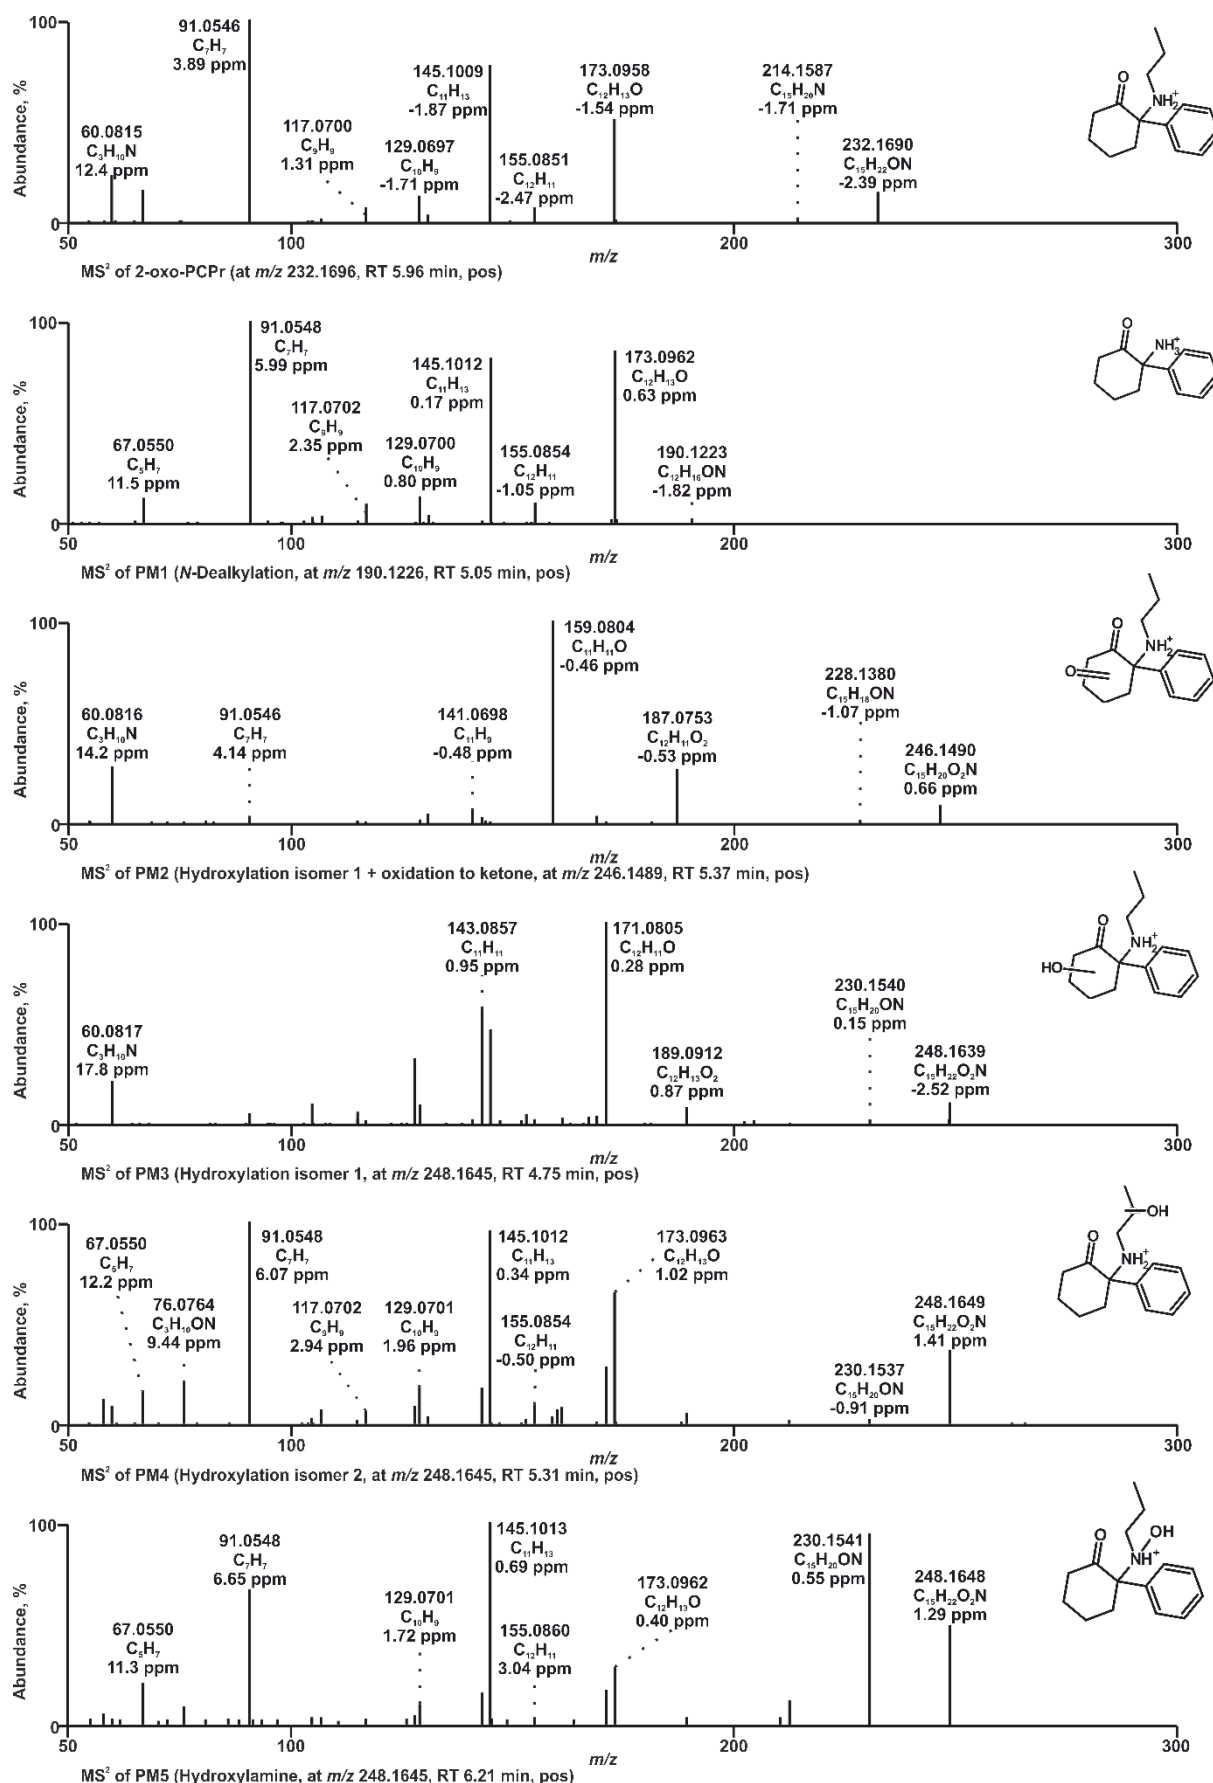 100
Abundance, %
0
60.0815
C₃H₁₀N
12.4 ppm
91.0546
C₇H₇
3.89 ppm
117.0700
C₉H₉
1.31 ppm
129.0697
C₁₀H₉
-1.71 ppm
145.1009
C₁₁H₁₃
-1.87 ppm
155.0851
C₁₂H₁₁
-2.47 ppm
173.0958
C₁₂H₁₃O
-1.54 ppm
214.1587
C₁₅H₂₀N
-1.71 ppm
232.1690
C₁₅H₂₂ON
-2.39 ppm
O
NH₂⁺
50 100 200 300
m/z
MS² of 2-oxo-PCPr (at m/z 232.1696, RT 5.96 min, pos)
100
Abundance, %
0
67.0550
C₅H₇
11.5 ppm
91.0548
C₇H₇
5.99 ppm
117.0702
C₉H₉
2.35 ppm
129.0700
C₁₀H₉
0.80 ppm
145.1012
C₁₁H₁₃
0.17 ppm
155.0854
C₁₂H₁₁
-1.05 ppm
173.0962
C₁₂H₁₃O
0.63 ppm
190.1223
C₁₂H₁₆ON
-1.82 ppm
O
NH₃⁺
50 100 200 300
m/z
MS² of PM1 (N-Dealkylation, at m/z 190.1226, RT 5.05 min, pos)
100
Abundance, %
0
60.0816
C₃H₁₀N
14.2 ppm
91.0546
C₇H₇
4.14 ppm
141.0698
C₁₁H₉
-0.48 ppm
159.0804
C₁₁H₁₁O
-0.46 ppm
187.0753
C₁₂H₁₁O₂
-0.53 ppm
228.1380
C₁₅H₁₈ON
-1.07 ppm
246.1490
C₁₅H₂₀O₂N
0.66 ppm
O
NH₂⁺
O
50 100 200 300
m/z
MS² of PM2 (Hydroxylation isomer 1 + oxidation to ketone, at m/z 246.1489, RT 5.37 min, pos)
100
Abundance, %
0
60.0817
C₃H₁₀N
17.8 ppm
143.0857
C₁₁H₁₁
0.95 ppm
171.0805
C₁₂H₁₁O
0.28 ppm
189.0912
C₁₂H₁₃O₂
0.87 ppm
230.1540
C₁₅H₂₀ON
0.15 ppm
248.1639
C₁₅H₂₂O₂N
-2.52 ppm
O
NH₂⁺
HO
50 100 200 300
m/z
MS² of PM3 (Hydroxylation isomer 1, at m/z 248.1645, RT 4.75 min, pos)
100
Abundance, %
0
67.0550
C₅H₇
12.2 ppm
76.0764
C₃H₁₀ON
9.44 ppm
91.0548
C₇H₇
6.07 ppm
117.0702
C₉H₉
2.94 ppm
129.0701
C₁₀H₉
1.96 ppm
145.1012
C₁₁H₁₃
0.34 ppm
155.0854
C₁₂H₁₁
-0.50 ppm
173.0963
C₁₂H₁₃O
1.02 ppm
230.1537
C₁₅H₂₀ON
-0.91 ppm
248.1649
C₁₅H₂₂O₂N
1.41 ppm
OH
O
NH₂⁺
50 100 200 300
m/z
MS² of PM4 (Hydroxylation isomer 2, at m/z 248.1645, RT 5.31 min, pos)
100
Abundance, %
0
67.0550
C₅H₇
11.3 ppm
91.0548
C₇H₇
6.65 ppm
129.0701
C₁₀H₉
1.72 ppm
145.1013
C₁₁H₁₃
0.69 ppm
155.0860
C₁₂H₁₁
3.04 ppm
173.0962
C₁₂H₁₃O
0.40 ppm
230.1541
C₁₅H₂₀ON
0.55 ppm
248.1648
C₁₅H₂₂O₂N
1.29 ppm
OH
O
NH⁺
50 100 200 300
m/z
MS² of PM5 (Hydroxylamine, at m/z 248.1645, RT 6.21 min, pos)